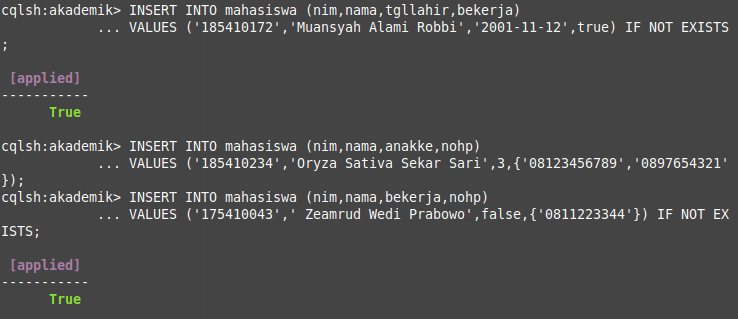 cqlsh:akademik> INSERT INTO mahasiswa (nim,nama,tgllahir,bekerja)
... VALUES ('185410172','Muansyah Alami Robbi','2001-11-12',true) IF NOT EXISTS
;
[applied]
-----------
True
cqlsh:akademik> INSERT INTO mahasiswa (nim,nama,anakke,nohp)
... VALUES ('185410234','Oryza Sativa Sekar Sari',3,{'08123456789','0897654321'
});
cqlsh:akademik> INSERT INTO mahasiswa (nim,nama,bekerja,nohp)
... VALUES ('175410043',' Zeamrud Wedi Prabowo',false,{'0811223344'}) IF NOT EX
ISTS;
[applied]
-----------
True